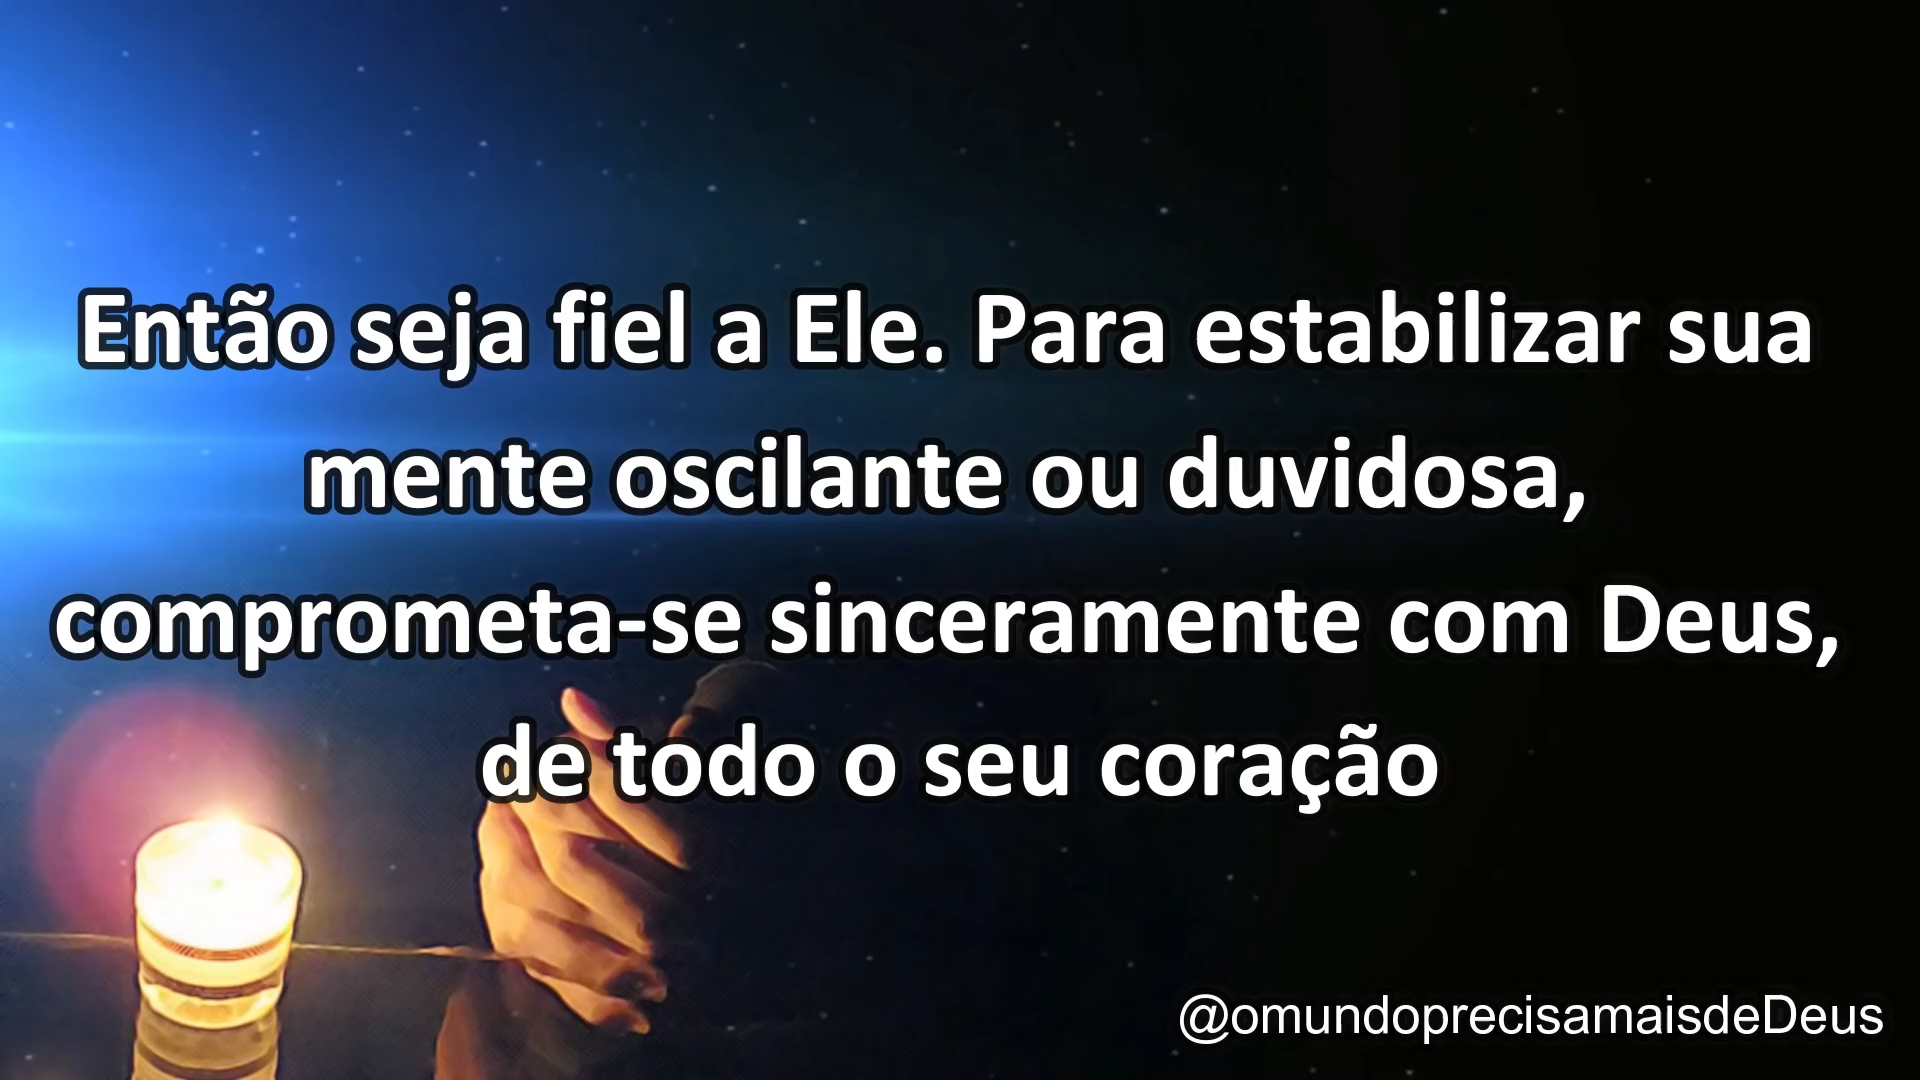 Então seja fiel a Ele. Para estabilizar sua
mente oscilante ou duvidosa,
comprometa-se sinceramente com Deus,
de todo o seu coração
@omundoprecisamaisdeDeus